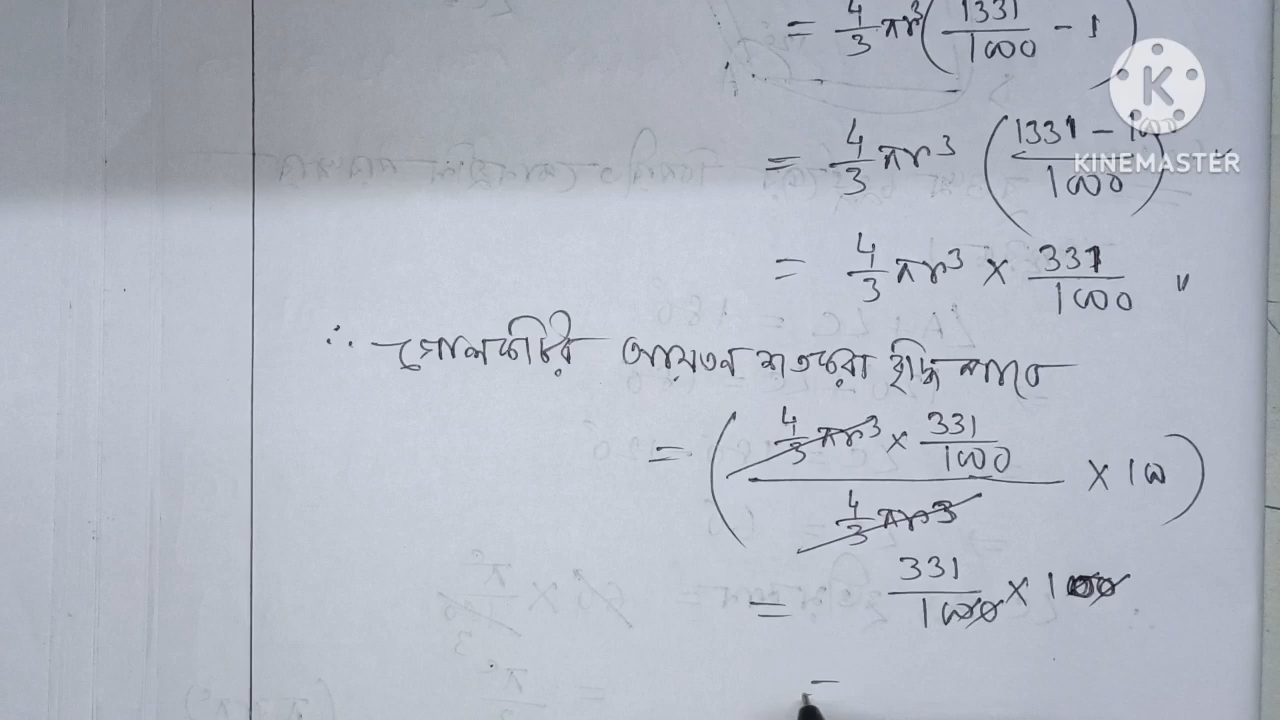 = 4/3 πr³ (1331/1000 - 1)
= 4/3 πr³ (1331 - 1000/1000)
KINEMASTER
= 4/3 πr³ × 331/1000 "
∴ গোলকটির আয়তন শতকরা বৃদ্ধি পাবে
= (4/3 πr³ × 331/1000 / 4/3 πr³ × 100)
= 331/1000 × 100
=